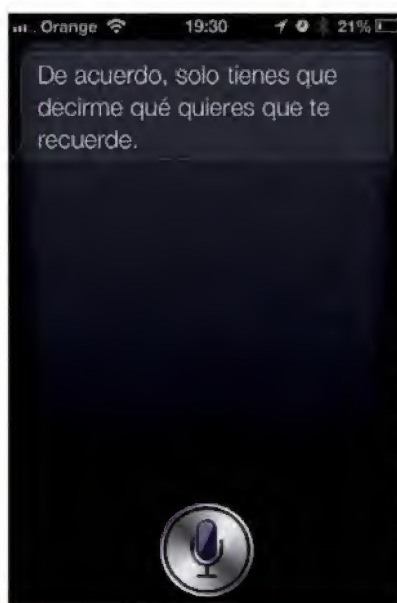 Orange 19:30 21%
De acuerdo, solo tienes que
decirme qué quieres que te
recuerde.